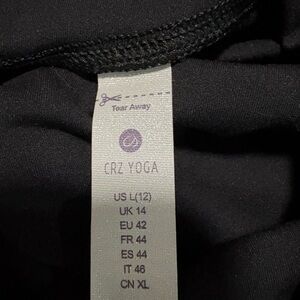 Tear Away
CRZ YOGA
US L(12)
UK 14
EU 42
FR 44
ES 44
IT 46
CN XL